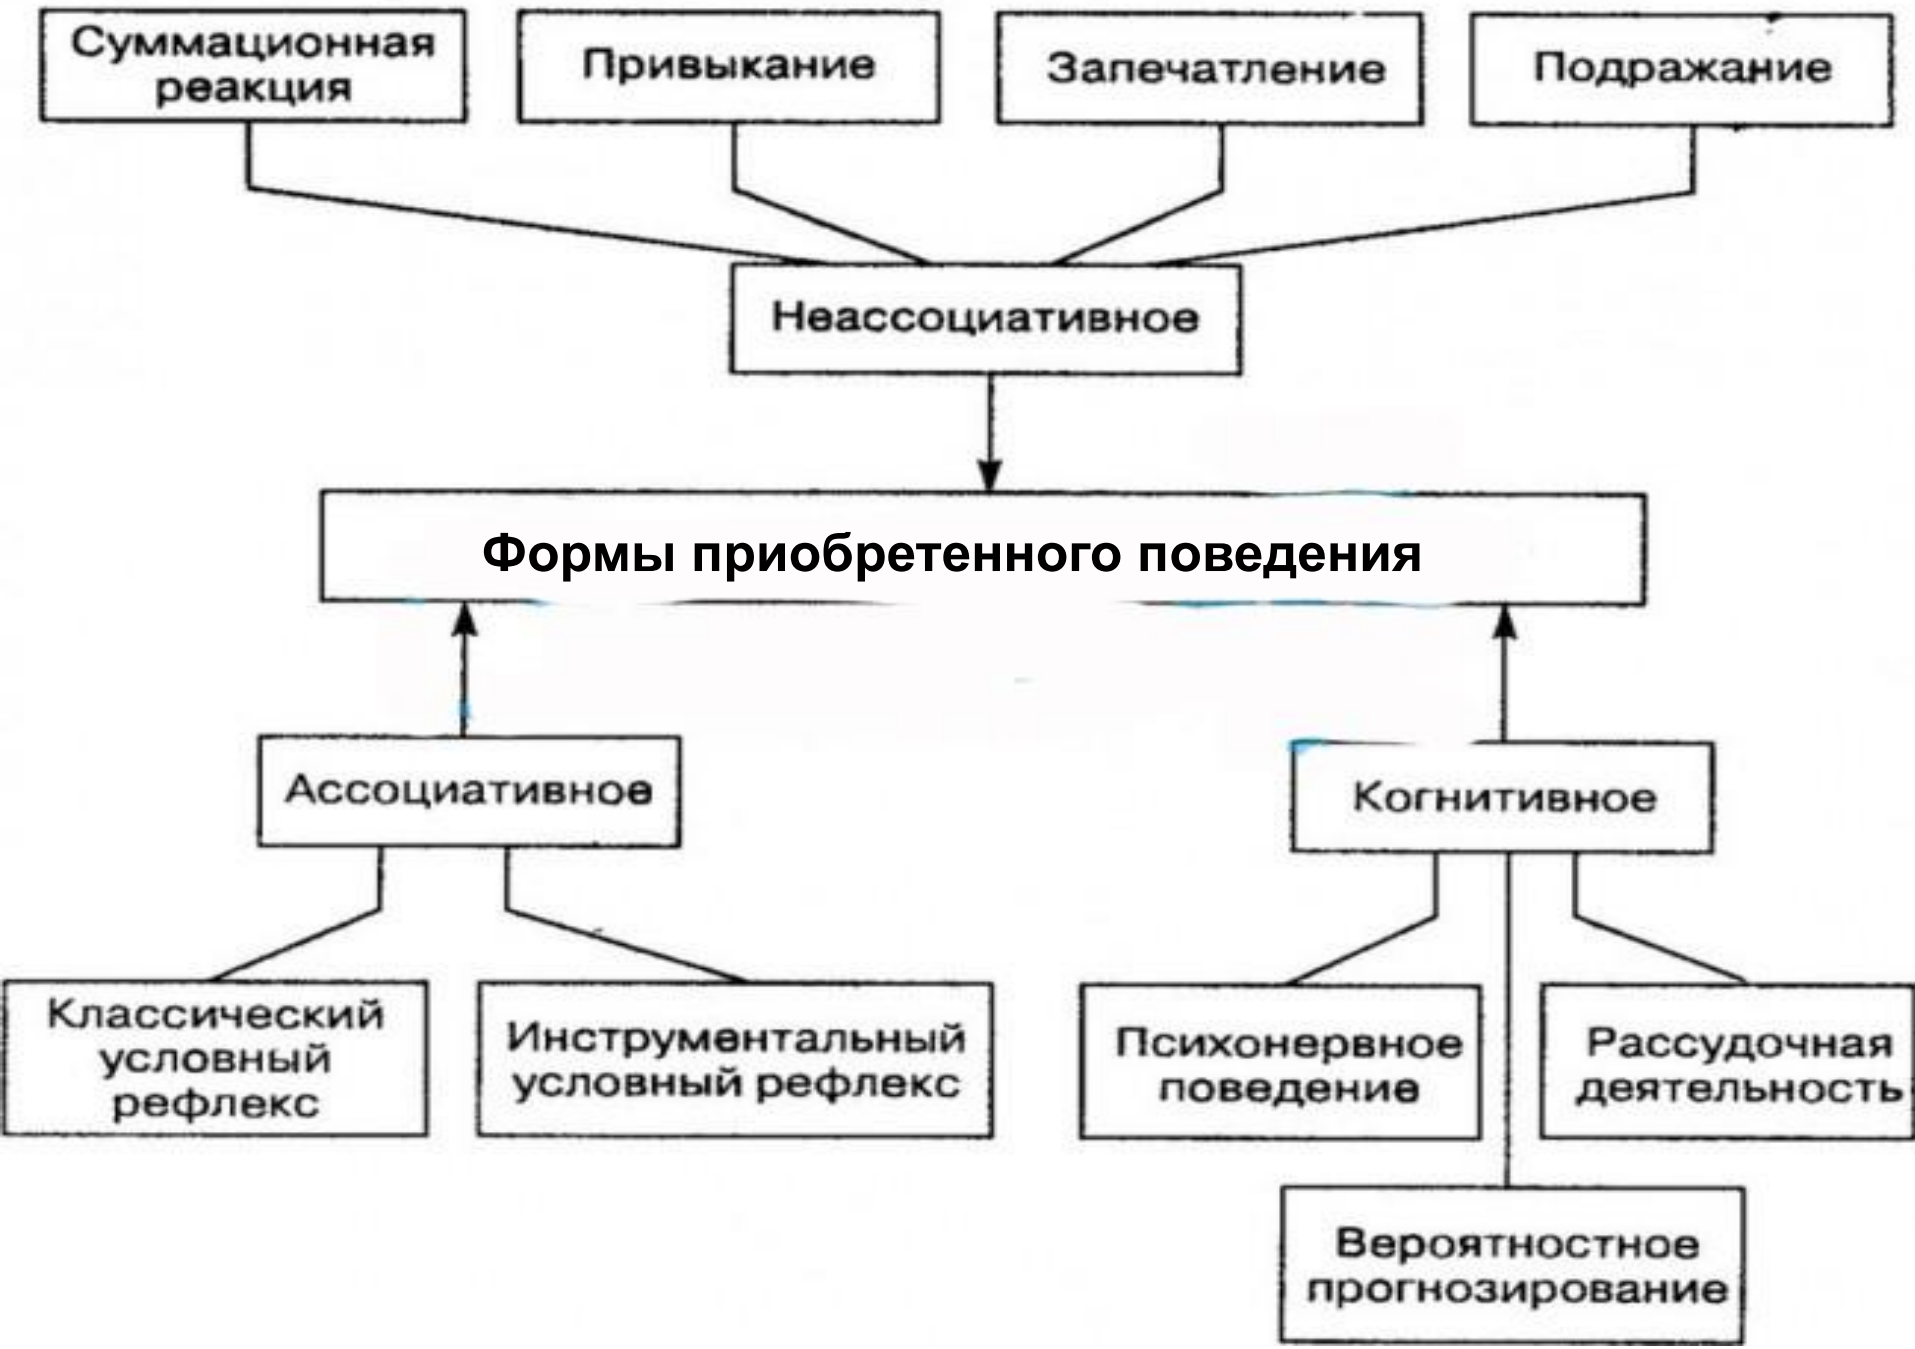 Суммационная
реакция
Привыкание
Запечатление
Подражание
Неассоциативное
Формы приобретенного поведения
Ассоциативное
Когнитивное
Классический
условный
рефлекс
Инструментальный
условный рефлекс
Психонервное
поведение
Рассудочная
деятельность
Вероятностное
прогнозирование